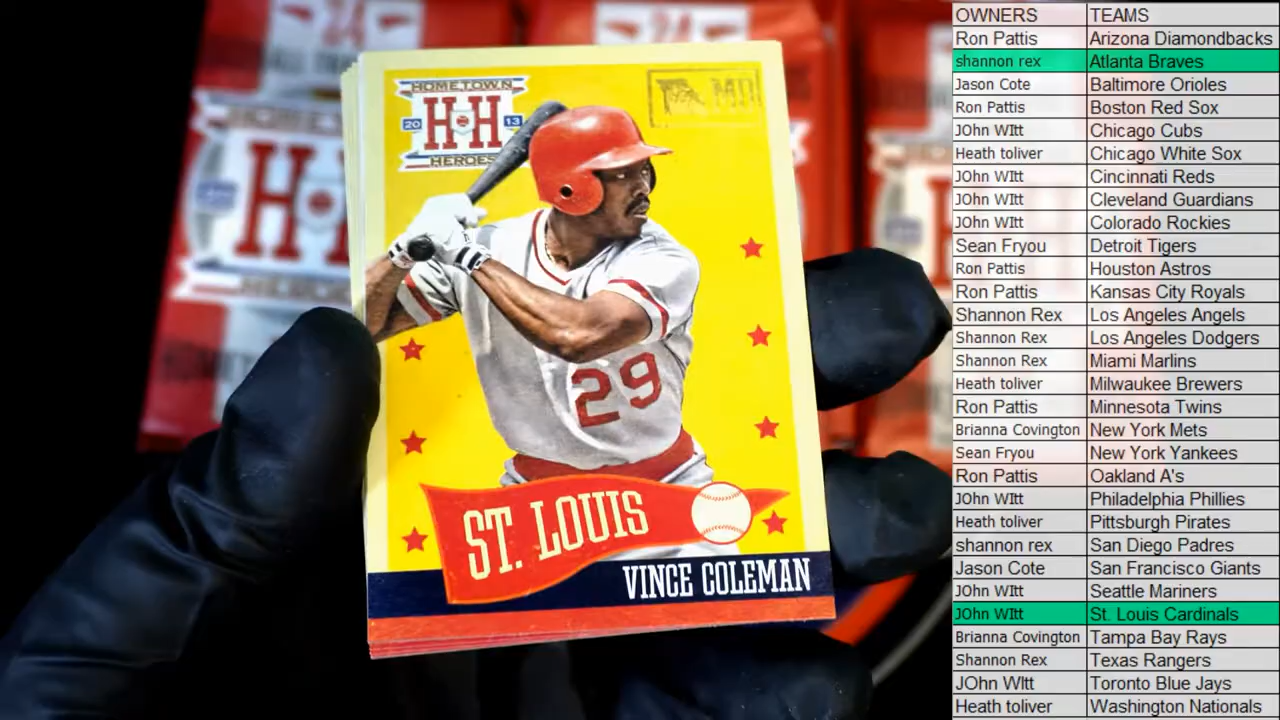 HOMETOWN
20 HH 13
HEROES
29
ST. LOUIS
VINCE COLEMAN
OWNERS TEAMS
Ron Pattis Arizona Diamondbacks
shannon rex Atlanta Braves
Jason Cote Baltimore Orioles
Ron Pattis Boston Red Sox
JOhn WItt Chicago Cubs
Heath toliver Chicago White Sox
JOhn WItt Cincinnati Reds
JOhn WItt Cleveland Guardians
JOhn WItt Colorado Rockies
Sean Fryou Detroit Tigers
Ron Pattis Houston Astros
Ron Pattis Kansas City Royals
Shannon Rex Los Angeles Angels
Shannon Rex Los Angeles Dodgers
Shannon Rex Miami Marlins
Heath toliver Milwaukee Brewers
Ron Pattis Minnesota Twins
Brianna Covington New York Mets
Sean Fryou New York Yankees
Ron Pattis Oakland A's
JOhn WItt Philadelphia Phillies
Heath toliver Pittsburgh Pirates
shannon rex San Diego Padres
Jason Cote San Francisco Giants
JOhn WItt Seattle Mariners
JOhn WItt St. Louis Cardinals
Brianna Covington Tampa Bay Rays
Shannon Rex Texas Rangers
JOhn WItt Toronto Blue Jays
Heath toliver Washington Nationals